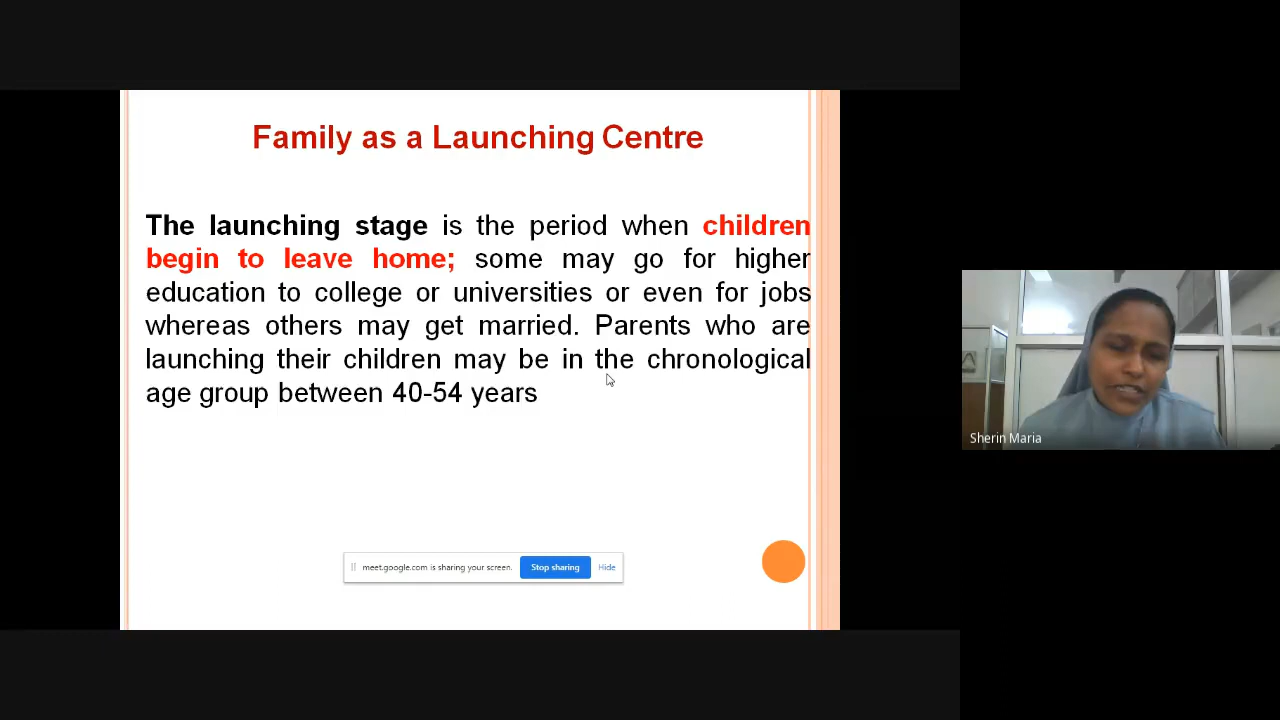 Family as a Launching Centre
The launching stage is the period when children
begin to leave home; some may go for higher
education to college or universities or even for jobs
whereas others may get married. Parents who are
launching their children may be in the chronological
age group between 40-54 years
meet.google.com is sharing your screen. Stop sharing Hide
Sherin Maria